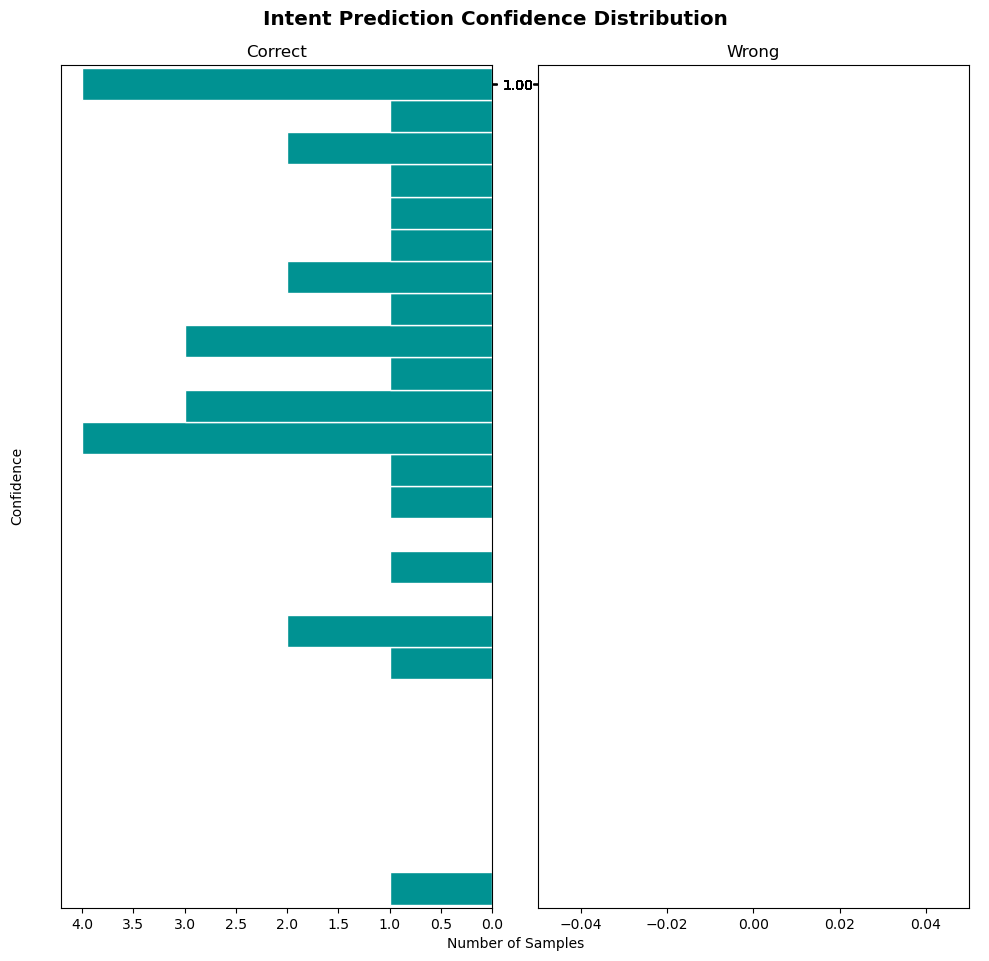 Intent Prediction Confidence Distribution
Correct
Wrong
1.00
Confidence
4.0 3.5 3.0 2.5 2.0 1.5 1.0 0.5 0.0
−0.04 −0.02 0.00 0.02 0.04
Number of Samples